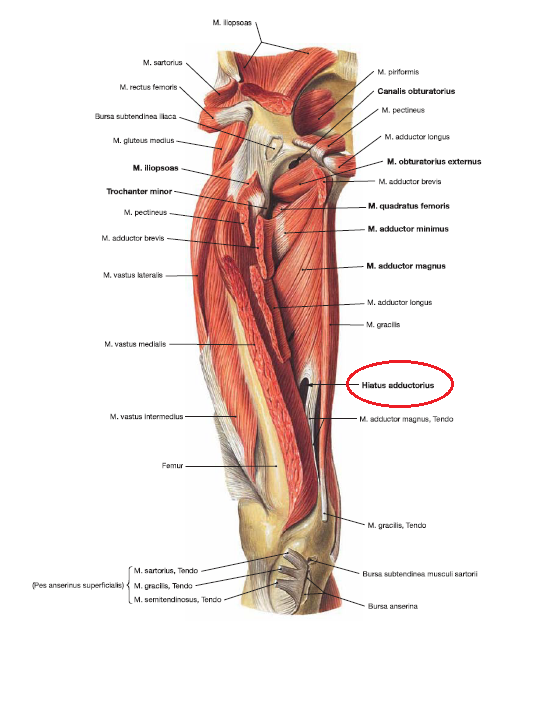 M. iliopsoas
M. sartorius
M. rectus femoris
Bursa subtendinea iliaca
M. gluteus medius
M. iliopsoas
Trochanter minor
M. pectineus
M. adductor brevis
M. vastus lateralis
M. vastus medialis
M. vastus intermedius
Femur
(Pes anserinus superficialis)
M. sartorius, Tendo
M. gracilis, Tendo
M. semitendinosus, Tendo
M. piriformis
Canalis obturatorius
M. pectineus
M. adductor longus
M. obturatorius externus
M. adductor brevis
M. quadratus femoris
M. adductor minimus
M. adductor magnus
M. adductor longus
M. gracilis
Hiatus adductorius
M. adductor magnus, Tendo
M. gracilis, Tendo
Bursa subtendinea musculi sartorii
Bursa anserina